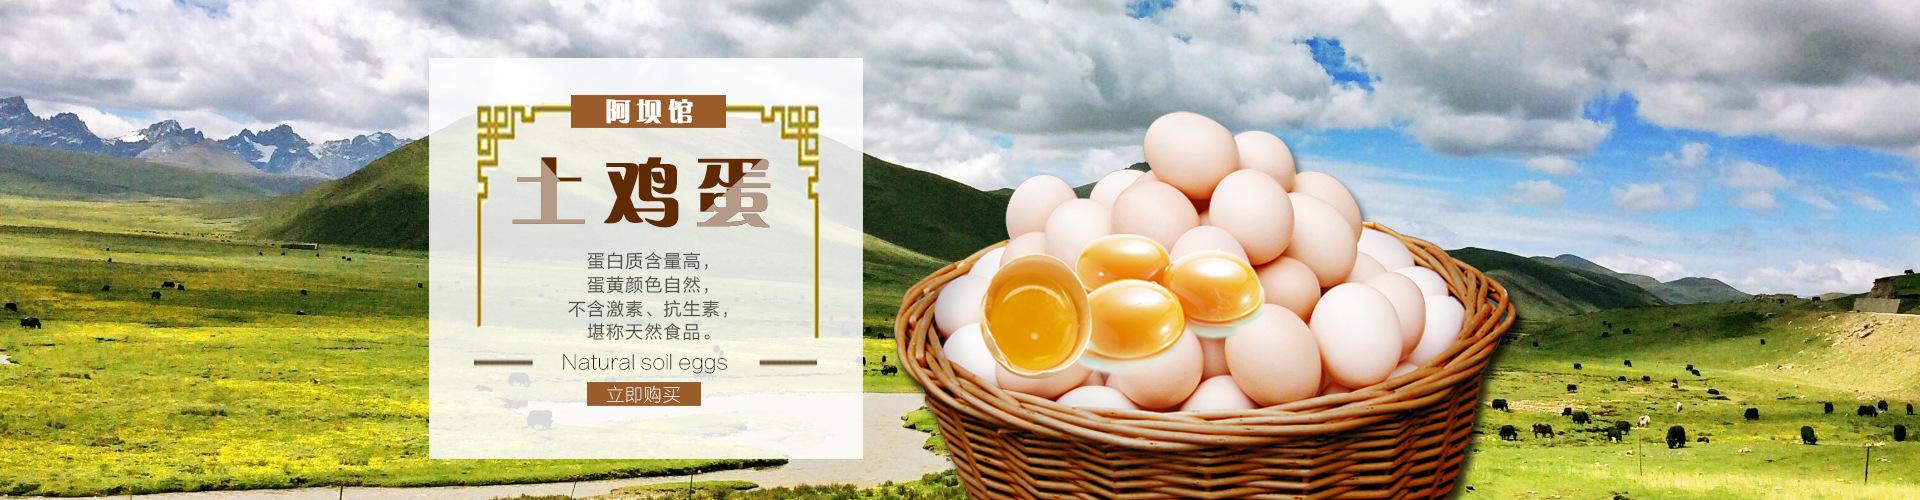 阿坝馆
土鸡蛋
蛋白质含量高，
蛋黄颜色自然，
不含激素、抗生素，
堪称天然食品。
Natural soil eggs
立即购买